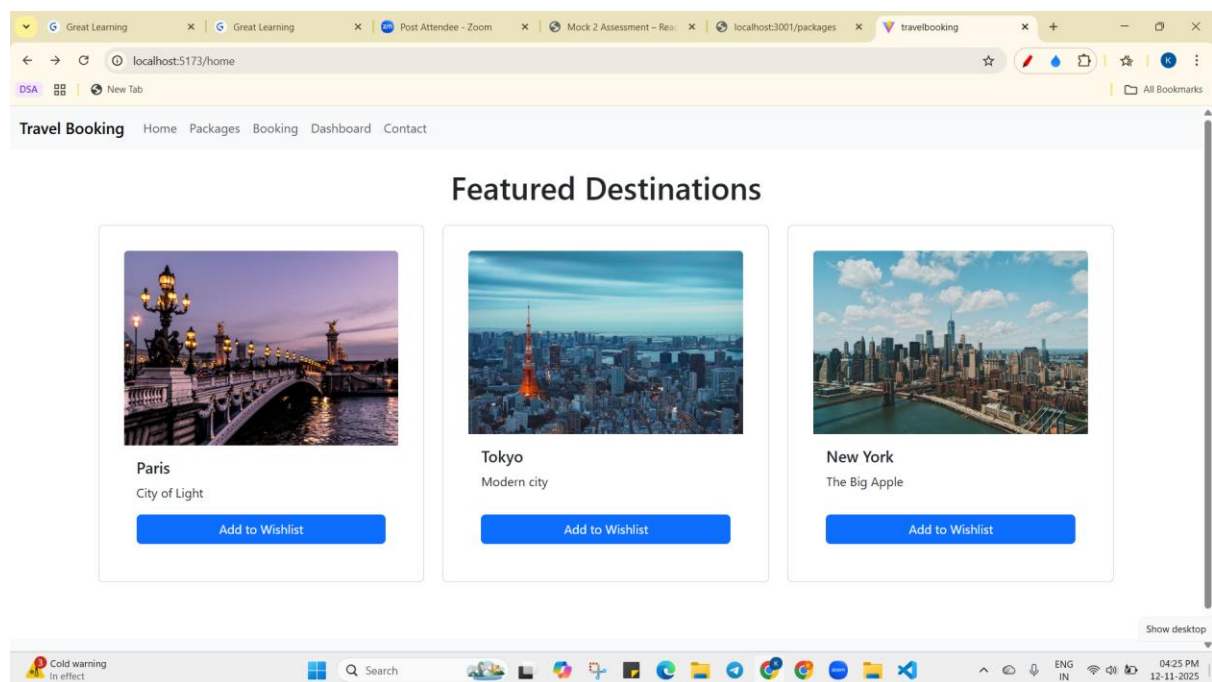 Great Learning
Great Learning
Post Attendee - Zoom
Mock 2 Assessment – Reac
localhost:3001/packages
travelbooking
localhost:5173/home
K
DSA
New Tab
All Bookmarks
Travel Booking Home Packages Booking Dashboard Contact
Featured Destinations
Paris
City of Light
Add to Wishlist
Tokyo
Modern city
Add to Wishlist
New York
The Big Apple
Add to Wishlist
Show desktop
3
Cold warning
In effect
Search
zoom
ENG
IN
04:25 PM
12-11-2025